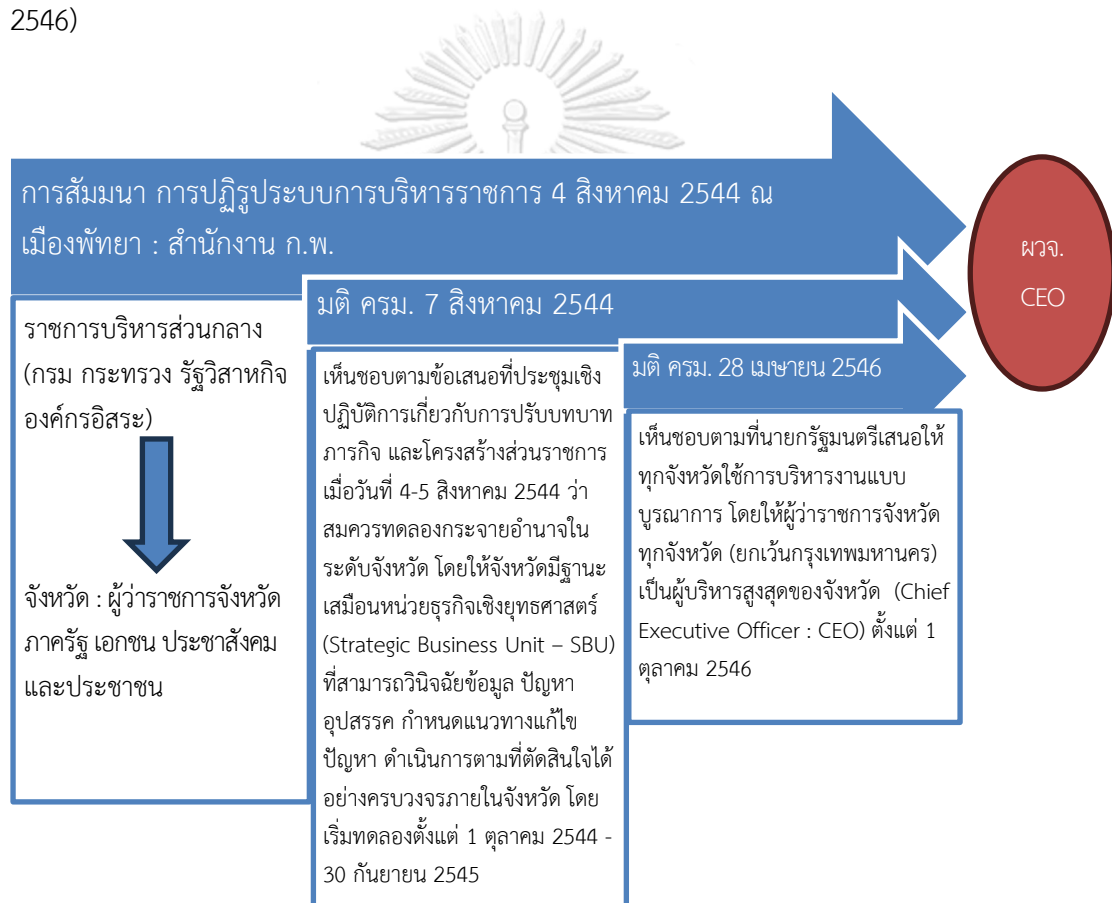 2546)
การสัมมนา การปฏิรูประบบการบริหารราชการ 4 สิงหาคม 2544 ณ
เมืองพัทยา : สำนักงาน ก.พ.
ราชการบริหารส่วนกลาง
(กรม กระทรวง รัฐวิสาหกิจ
องค์กรอิสระ)
จังหวัด : ผู้ว่าราชการจังหวัด
ภาครัฐ เอกชน ประชาสังคม
และประชาชน
มติ ครม. 7 สิงหาคม 2544
เห็นชอบตามข้อเสนอที่ประชุมเชิง
ปฏิบัติการเกี่ยวกับการปรับบทบาท
ภารกิจ และโครงสร้างส่วนราชการ
เมื่อวันที่ 4-5 สิงหาคม 2544 ว่า
สมควรทดลองกระจายอำนาจใน
ระดับจังหวัด โดยให้จังหวัดมีฐานะ
เสมือนหน่วยธุรกิจเชิงยุทธศาสตร์
(Strategic Business Unit – SBU)
ที่สามารถวินิจฉัยข้อมูล ปัญหา
อุปสรรค กำหนดแนวทางแก้ไข
ปัญหา ดำเนินการตามที่ตัดสินใจได้
อย่างครบวงจรภายในจังหวัด โดย
เริ่มทดลองตั้งแต่ 1 ตุลาคม 2544 -
30 กันยายน 2545
มติ ครม. 28 เมษายน 2546
เห็นชอบตามที่นายกรัฐมนตรีเสนอให้
ทุกจังหวัดใช้การบริหารงานแบบ
บูรณาการ โดยให้ผู้ว่าราชการจังหวัด
ทุกจังหวัด (ยกเว้นกรุงเทพมหานคร)
เป็นผู้บริหารสูงสุดของจังหวัด (Chief
Executive Officer : CEO) ตั้งแต่ 1
ตุลาคม 2546
ผวจ.
CEO